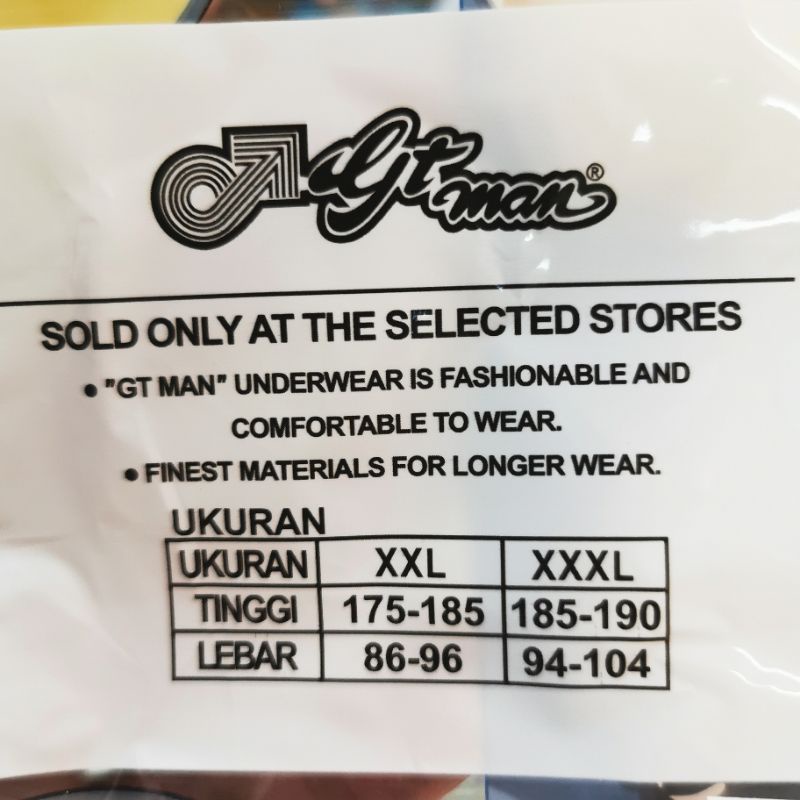 Gt man®
SOLD ONLY AT THE SELECTED STORES
• "GT MAN" UNDERWEAR IS FASHIONABLE AND
COMFORTABLE TO WEAR.
• FINEST MATERIALS FOR LONGER WEAR.
UKURAN
UKURAN XXL XXXL
TINGGI 175-185 185-190
LEBAR 86-96 94-104